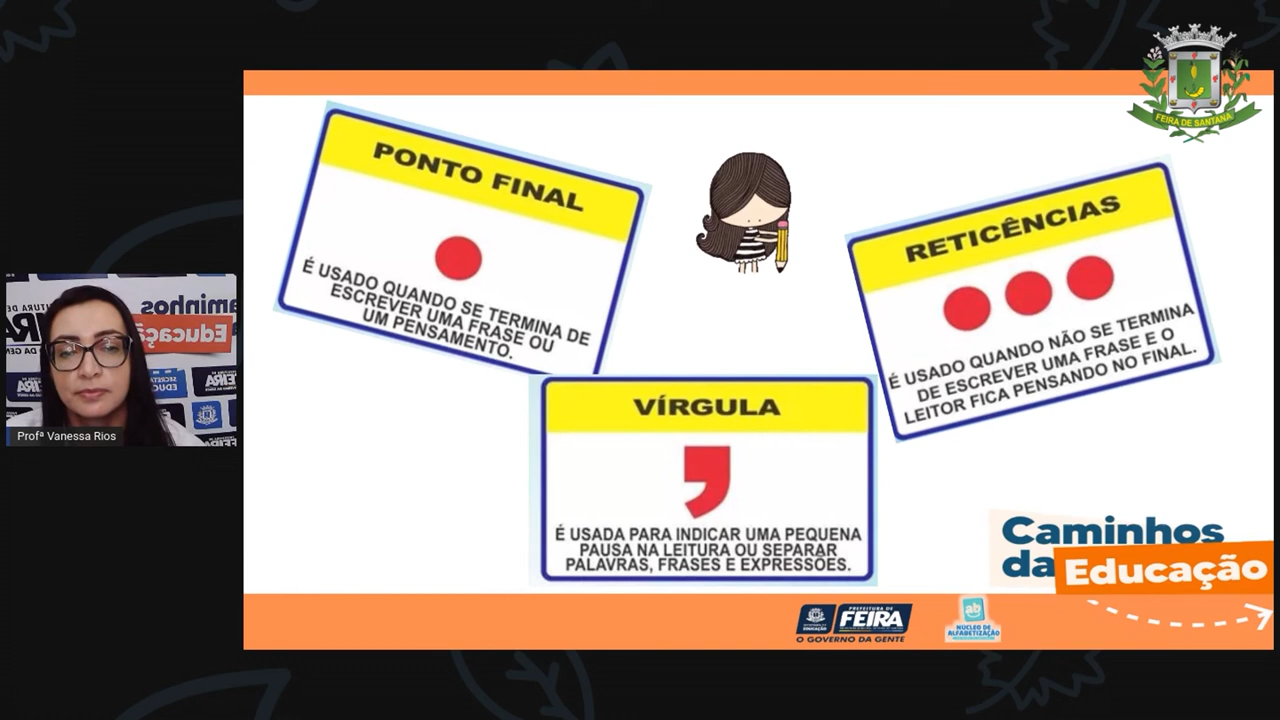 FEIRA DE SANTANA
PONTO FINAL
É USADO QUANDO SE TERMINA DE
ESCREVER UMA FRASE OU
UM PENSAMENTO.
RETICÊNCIAS
É USADO QUANDO NÃO SE TERMINA
DE ESCREVER UMA FRASE E O
LEITOR FICA PENSANDO NO FINAL.
VÍRGULA
,
É USADA PARA INDICAR UMA PEQUENA
PAUSA NA LEITURA OU SEPARAR
PALAVRAS, FRASES E EXPRESSÕES.
Profª Vanessa Rios
Caminhos
da Educação
EDUCAÇÃO
PREFEITURA DE
FEIRA
O GOVERNO DA GENTE
ab
NÚCLEO DE
ALFABETIZAÇÃO